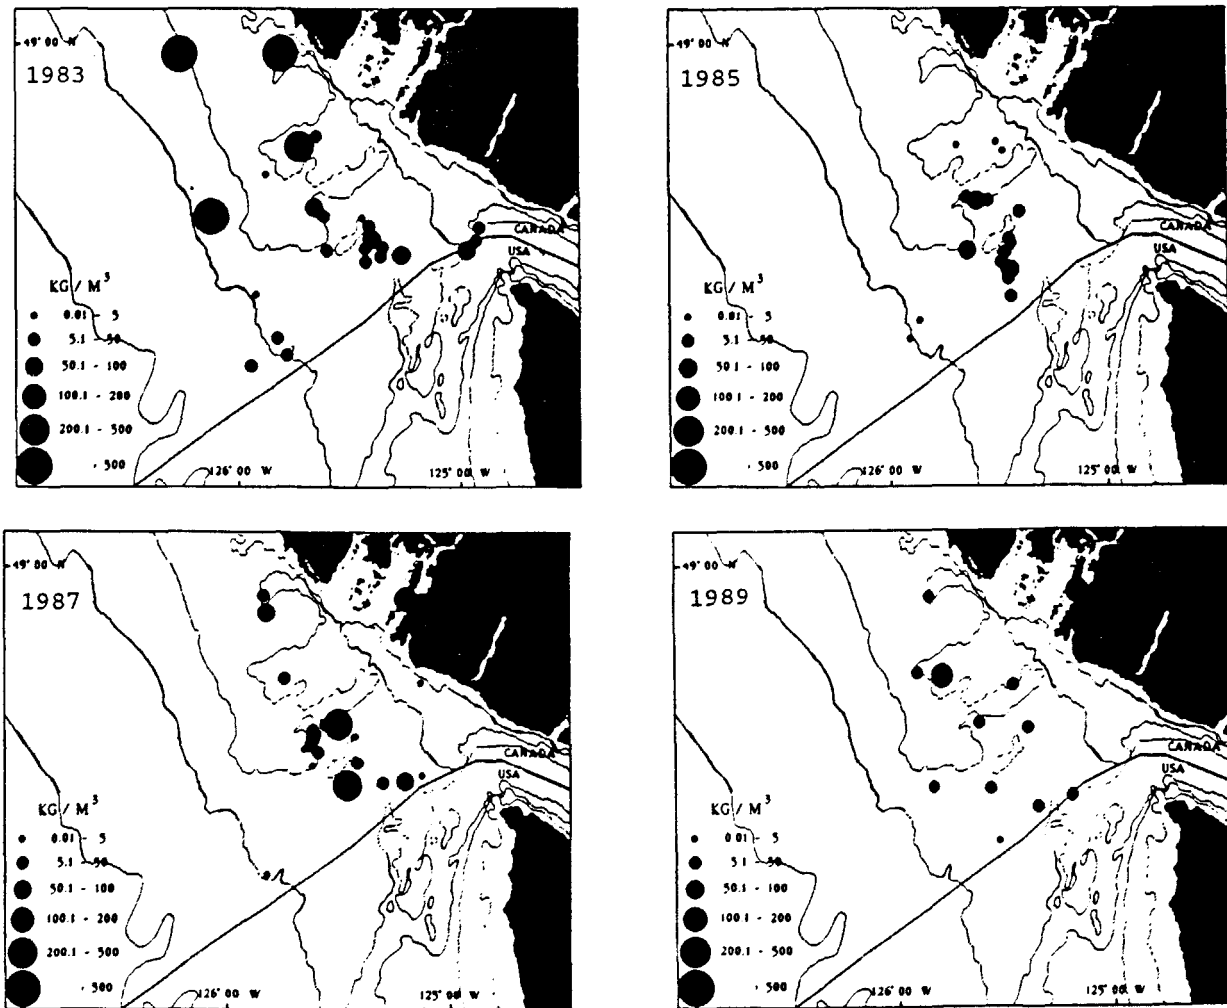 49° 00 N
1983
CANADA
USA
KG / M³
0.01 - 5
5.1 - 50
50.1 - 100
100.1 - 200
200.1 - 500
› 500
126° 00 W
125° 00 W
49° 00 N
1985
CANADA
USA
KG / M³
0.01 - 5
5.1 - 50
50.1 - 100
100.1 - 200
200.1 - 500
› 500
126° 00 W
125° 00 W
49° 00 N
1987
CANADA
USA
KG / M³
0.01 - 5
5.1 - 50
50.1 - 100
100.1 - 200
200.1 - 500
› 500
126° 00 W
125° 00 W
49° 00 N
1989
CANADA
USA
KG / M³
0.01 - 5
5.1 - 50
50.1 - 100
100.1 - 200
200.1 - 500
› 500
126° 00 W
125° 00 W